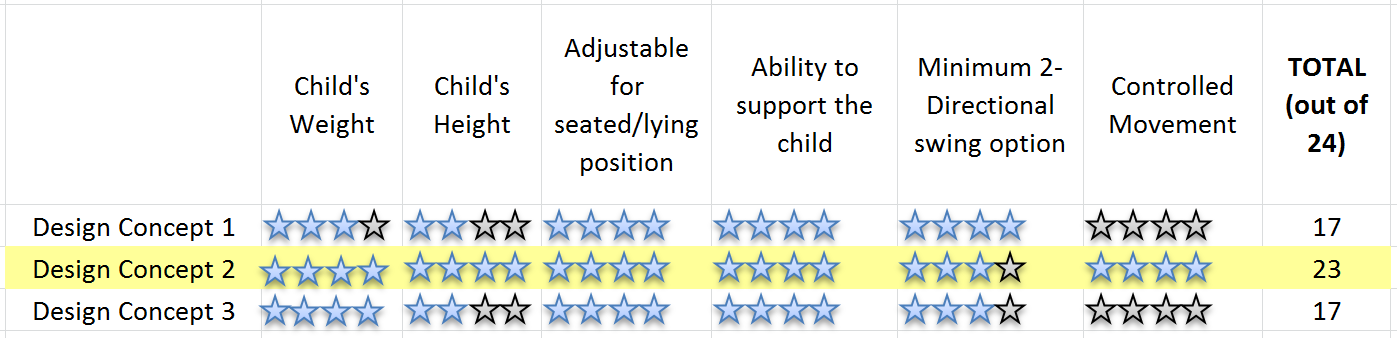 Child's
Weight
Child's
Height
Adjustable
for
seated/lying
position
Ability to
support the
child
Minimum 2-
Directional
swing option
Controlled
Movement
TOTAL
(out of
24)
Design Concept 1 17
Design Concept 2 23
Design Concept 3 17